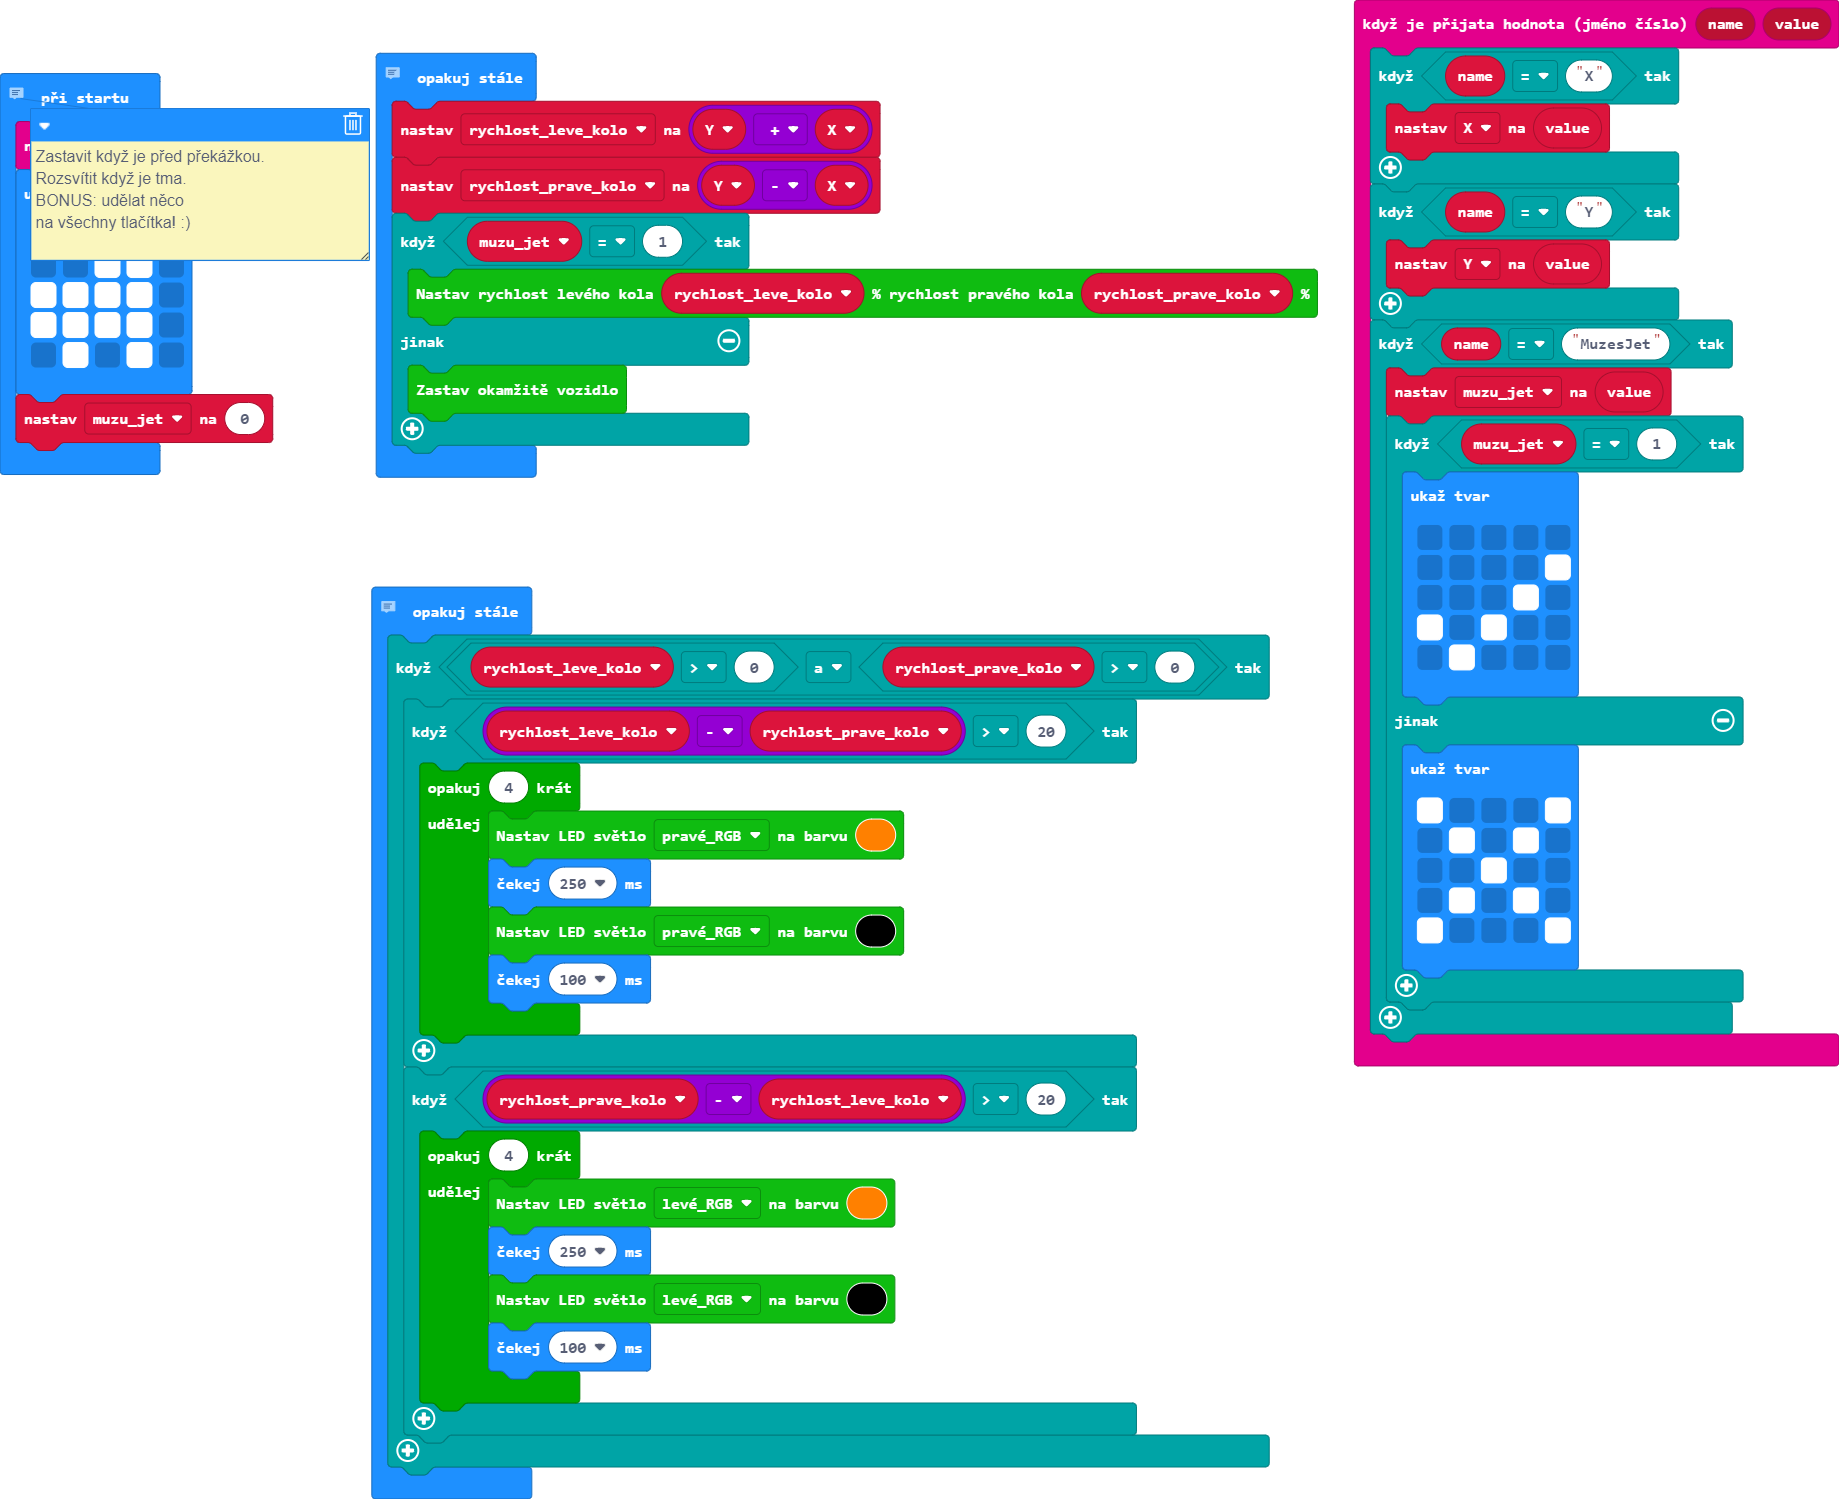 při startu
Zastavit když je před překážkou.
Rozsvítit když je tma.
BONUS: udělat něco
na všechny tlačítka! :)
nastav muzu_jet na 0
opakuj stále
nastav rychlost_leve_kolo na Y + X
nastav rychlost_prave_kolo na Y - X
když muzu_jet = 1 tak
Nastav rychlost levého kola rychlost_leve_kolo % rychlost pravého kola rychlost_prave_kolo %
jinak
Zastav okamžitě vozidlo
opakuj stále
když rychlost_leve_kolo > 0 a rychlost_prave_kolo > 0 tak
když rychlost_leve_kolo - rychlost_prave_kolo > 20 tak
opakuj 4 krát
udělej
Nastav LED světlo pravé_RGB na barvu
čekej 250 ms
Nastav LED světlo pravé_RGB na barvu
čekej 100 ms
když rychlost_prave_kolo - rychlost_leve_kolo > 20 tak
opakuj 4 krát
udělej
Nastav LED světlo levé_RGB na barvu
čekej 250 ms
Nastav LED světlo levé_RGB na barvu
čekej 100 ms
když je přijata hodnota (jméno číslo) name value
když name = "X" tak
nastav X na value
když name = "Y" tak
nastav Y na value
když name = "MuzesJet" tak
nastav muzu_jet na value
když muzu_jet = 1 tak
ukaž tvar
jinak
ukaž tvar